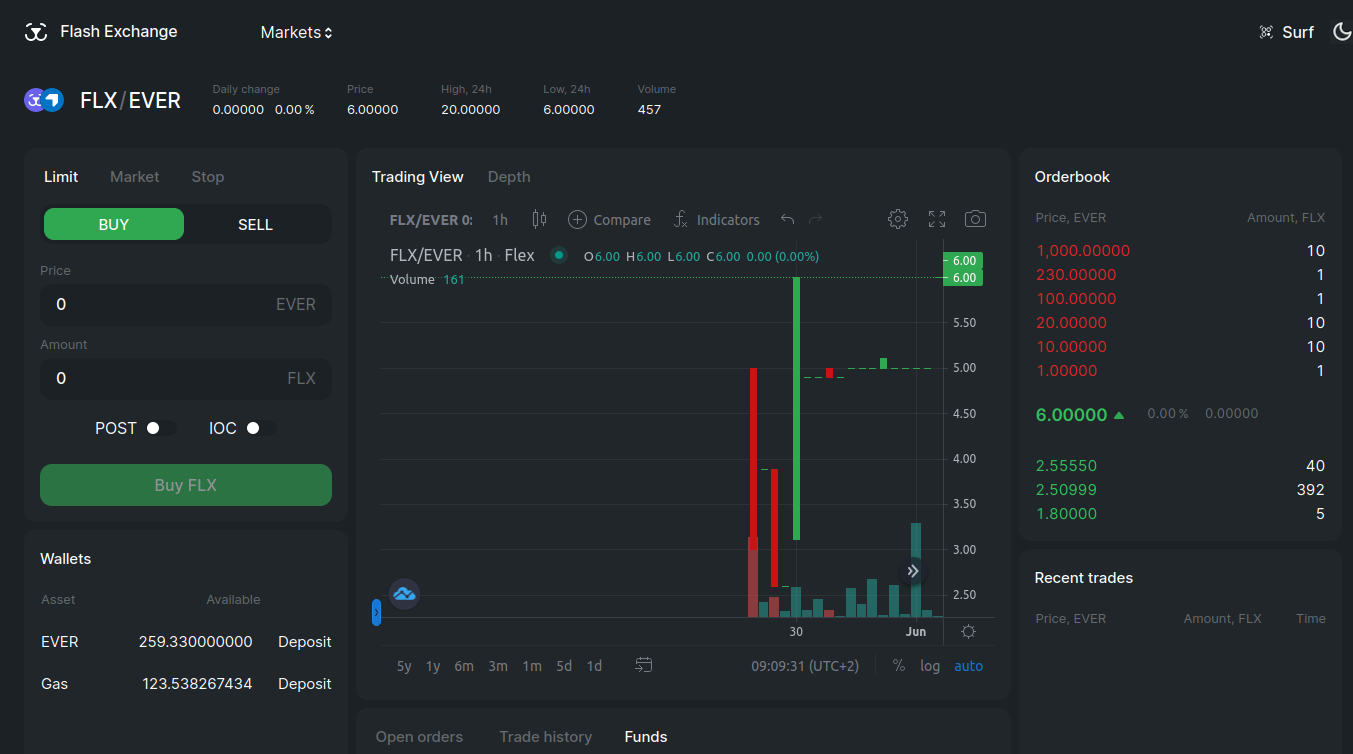 Flash Exchange Markets Surf
FLX/EVER
Daily change Price High, 24h Low, 24h Volume
0.00000 0.00 % 6.00000 20.00000 6.00000 457
Limit Market Stop
BUY SELL
Price
0 EVER
Amount
0 FLX
POST IOC
Buy FLX
Wallets
Asset Available
EVER 259.330000000 Deposit
Gas 123.538267434 Deposit
Trading View Depth
FLX/EVER 0: 1h Compare Indicators
FLX/EVER · 1h · Flex O6.00 H6.00 L6.00 C6.00 0.00 (0.00%)
Volume 161
6.00
6.00
5.50
5.00
4.50
4.00
3.50
3.00
2.50
30 Jun
5y 1y 6m 3m 1m 5d 1d 09:09:31 (UTC+2) % log auto
Open orders Trade history Funds
Orderbook
Price, EVER Amount, FLX
1,000.00000 10
230.00000 1
100.00000 1
20.00000 10
10.00000 10
1.00000 1
6.00000 0.00 % 0.00000
2.55550 40
2.50999 392
1.80000 5
Recent trades
Price, EVER Amount, FLX Time